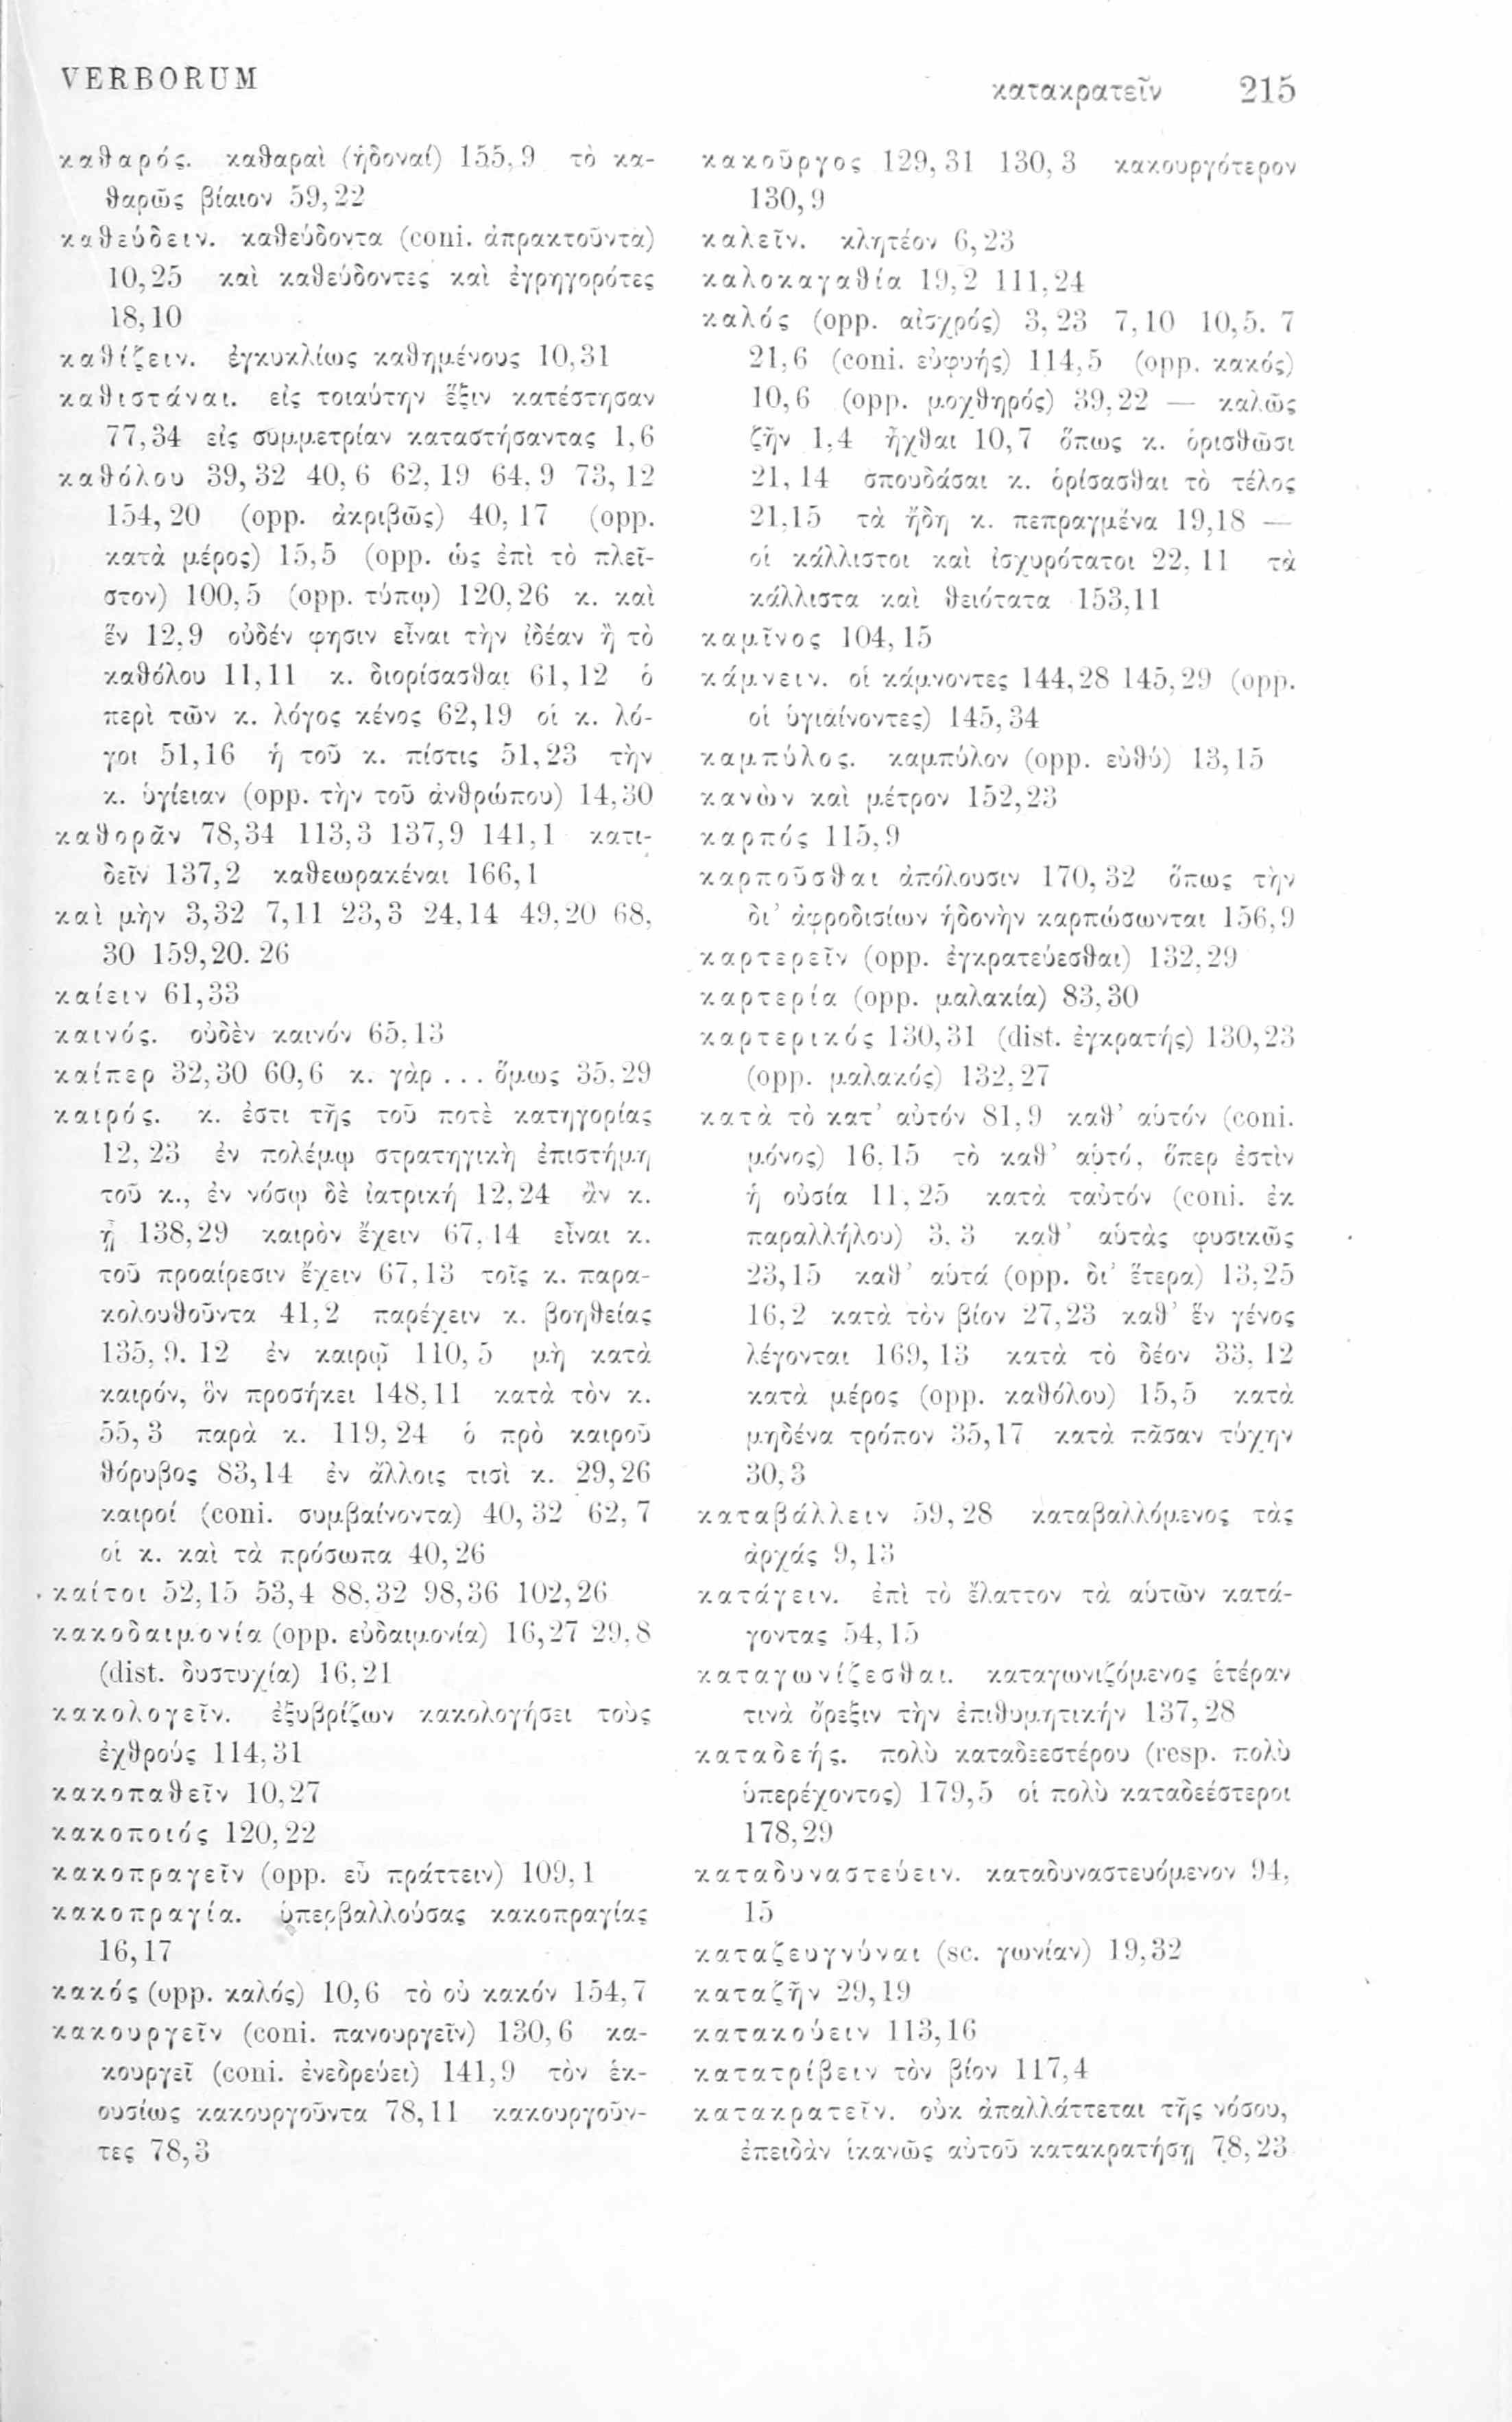 VERBORUM
κατακρατεῖν 215
καθαρός. καθαραὶ (ἡδοναί) 155,9 τὸ κα-
θαρῶς βίαιον 59,22
καθεύδειν. καθεύδοντα (coni. ἀπρακτοῦντα)
10,25 καὶ καθεύδοντες καὶ ἐγρηγορότες
18,10
καθίζειν. ἐγκυκλίως καθημένους 10,31
καθιστάναι. εἰς τοιαύτην ἕξιν κατέστησαν
77,34 εἰς συμμετρίαν καταστήσαντας 1,6
καθόλου 39,32 40,6 62,19 64,9 73,12
154,20 (opp. ἀκριβῶς) 40,17 (opp.
κατὰ μέρος) 15,5 (opp. ὡς ἐπὶ τὸ πλεῖ-
στον) 100,5 (opp. τύπῳ) 120,26 κ. καὶ
ἕν 12,9 οὐδέν φησιν εἶναι τὴν ἰδέαν ἢ τὸ
καθόλου 11,11 κ. διορίσασθαι 61,12 ὁ
περὶ τῶν κ. λόγος κένος 62,19 οἱ κ. λό-
γοι 51,16 ἡ τοῦ κ. πίστις 51,23 τὴν
κ. ὑγίειαν (opp. τὴν τοῦ ἀνθρώπου) 14,30
καθορᾶν 78,34 113,3 137,9 141,1 κατι-
δεῖν 137,2 καθεωρακέναι 166,1
καὶ μὴν 3,32 7,11 23,3 24,14 49,20 68,
30 159,20. 26
καίειν 61,33
καινός. οὐδὲν καινόν 65,13
καίπερ 32,30 60,6 κ. γὰρ ... ὅμως 35,29
καιρός. κ. ἐστι τῆς τοῦ ποτὲ κατηγορίας
12,23 ἐν πολέμῳ στρατηγικὴ ἐπιστήμη
τοῦ κ., ἐν νόσῳ δὲ ἰατρική 12,24 ἂν κ.
ᾖ 138,29 καιρὸν ἔχειν 67,14 εἶναι κ.
τοῦ προαίρεσιν ἔχειν 67,13 τοῖς κ. παρα-
κολουθοῦντα 41,2 παρέχειν κ. βοηθείας
135,9. 12 ἐν καιρῷ 110,5 μὴ κατὰ
καιρόν, ὃν προσήκει 148,11 κατὰ τὸν κ.
55,3 παρὰ κ. 119,24 ὁ πρὸ καιροῦ
θόρυβος 83,14 ἐν ἄλλοις τισὶ κ. 29,26
καιροί (coni. συμβαίνοντα) 40,32 62,7
οἱ κ. καὶ τὰ πρόσωπα 40,26
καίτοι 52,15 53,4 88,32 98,36 102,26
κακοδαιμονία (opp. εὐδαιμονία) 16,27 29,8
(dist. δυστυχία) 16,21
κακολογεῖν. ἐξυβρίζων κακολογήσει τοὺς
ἐχθρούς 114,31
κακοπαθεῖν 10,27
κακοποιός 120,22
κακοπραγεῖν (opp. εὖ πράττειν) 109,1
κακοπραγία. ὑπερβαλλούσας κακοπραγίας
16,17
κακός (opp. καλός) 10,6 τὸ οὐ κακόν 154,7
κακουργεῖν (coni. πανουργεῖν) 130,6 κα-
κουργεῖ (coni. ἐνεδρεύει) 141,9 τὸν ἑκ-
ουσίως κακουργοῦντα 78,11 κακουργοῦν-
τες 78,3
κακοῦργος 129,31 130,3 κακουργότερον
130,9
καλεῖν. κλητέον 6,23
καλοκαγαθία 19,2 111,24
καλός (opp. αἰσχρός) 3,23 7,10 10,5. 7
21,6 (coni. εὐφυής) 114,5 (opp. κακός)
10,6 (opp. μοχθηρός) 39,22 — καλῶς
ζῆν 1,4 ἦχθαι 10,7 ὅπως κ. ὁρισθῶσι
21,14 σπουδάσαι κ. ὁρίσασθαι τὸ τέλος
21,15 τὰ ἤδη κ. πεπραγμένα 19,18 —
οἱ κάλλιστοι καὶ ἰσχυρότατοι 22,11 τὰ
κάλλιστα καὶ θειότατα 153,11
καμῖνος 104,15
κάμνειν. οἱ κάμνοντες 144,28 145,29 (opp.
οἱ ὑγιαίνοντες) 145,34
καμπύλος. καμπύλον (opp. εὐθύ) 13,15
κανὼν καὶ μέτρον 152,23
καρπός 115,9
καρποῦσθαι ἀπόλουσιν 170,32 ὅπως τὴν
δι᾽ ἀφροδισίων ἡδονὴν καρπώσωνται 156,9
καρτερεῖν (opp. ἐγκρατεύεσθαι) 132,29
καρτερία (opp. μαλακία) 83,30
καρτερικός 130,31 (dist. ἐγκρατής) 130,23
(opp. μαλακός) 132,27
κατὰ τὸ κατ᾽ αὐτόν 81,9 καθ᾽ αὑτόν (coni.
μόνος) 16,15 τὸ καθ᾽ αὑτό, ὅπερ ἐστὶν
ἡ οὐσία 11,25 κατὰ ταὐτόν (coni. ἐκ
παραλλήλου) 3,3 καθ᾽ αὑτὰς φυσικῶς
23,15 καθ᾽ αὑτά (opp. δι᾽ ἕτερα) 13,25
16,2 κατὰ τὸν βίον 27,23 καθ᾽ ἓν γένος
λέγονται 169,13 κατὰ τὸ δέον 33,12
κατὰ μέρος (opp. καθόλου) 15,5 κατὰ
μηδένα τρόπον 35,17 κατὰ πᾶσαν τύχην
30,3
καταβάλλειν 59,28 καταβαλλόμενος τὰς
ἀρχάς 9,13
κατάγειν. ἐπὶ τὸ ἔλαττον τὰ αὑτῶν κατά-
γοντας 54,15
καταγωνίζεσθαι. καταγωνιζόμενος ἑτέραν
τινὰ ὄρεξιν τὴν ἐπιθυμητικήν 137,28
καταδεής. πολὺ καταδεεστέρου (resp. πολὺ
ὑπερέχοντος) 179,5 οἱ πολὺ καταδεέστεροι
178,29
καταδυναστεύειν. καταδυναστευόμενον 94,
15
καταζευγνύναι (sc. γωνίαν) 19,32
καταζῆν 29,19
κατακούειν 113,16
κατατρίβειν τὸν βίον 117,4
κατακρατεῖν. οὐκ ἀπαλλάττεται τῆς νόσου,
ἐπειδὰν ἱκανῶς αὐτοῦ κατακρατήσῃ 78,23